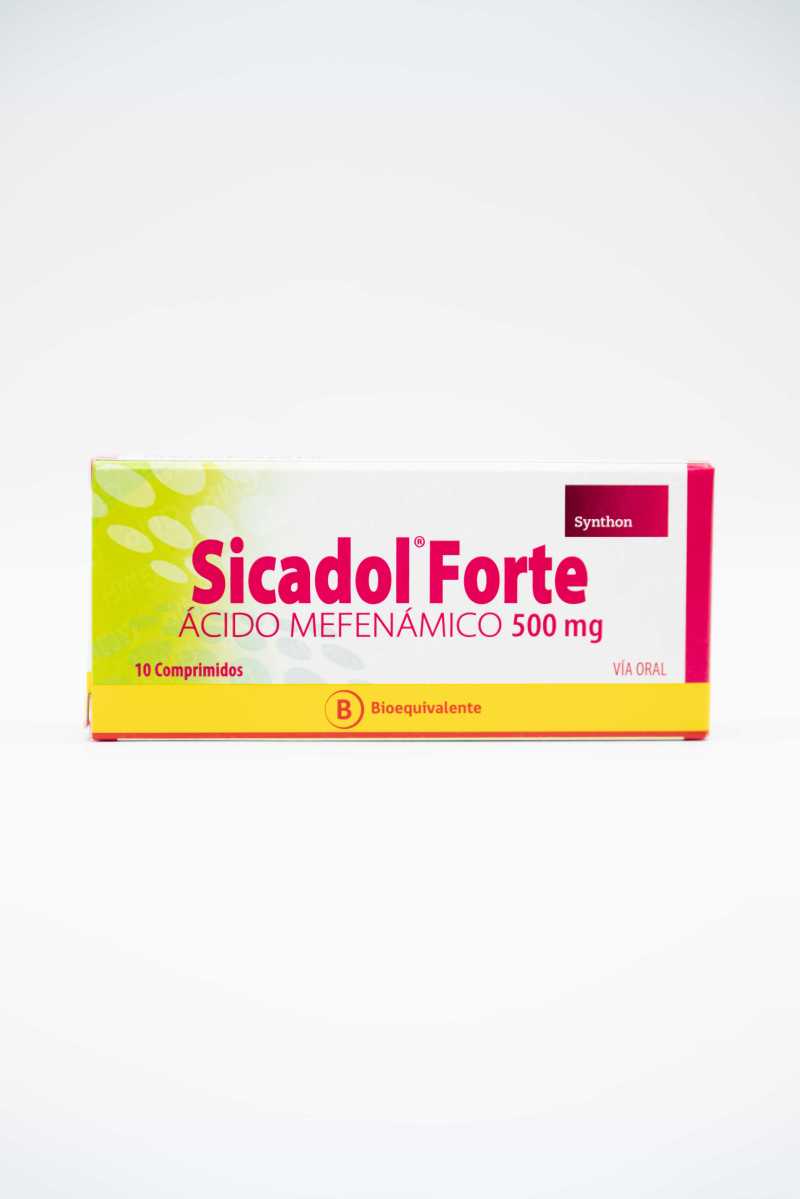 Synthon
Sicadol® Forte
ÁCIDO MEFENÁMICO 500 mg
10 Comprimidos
VÍA ORAL
B Bioequivalente